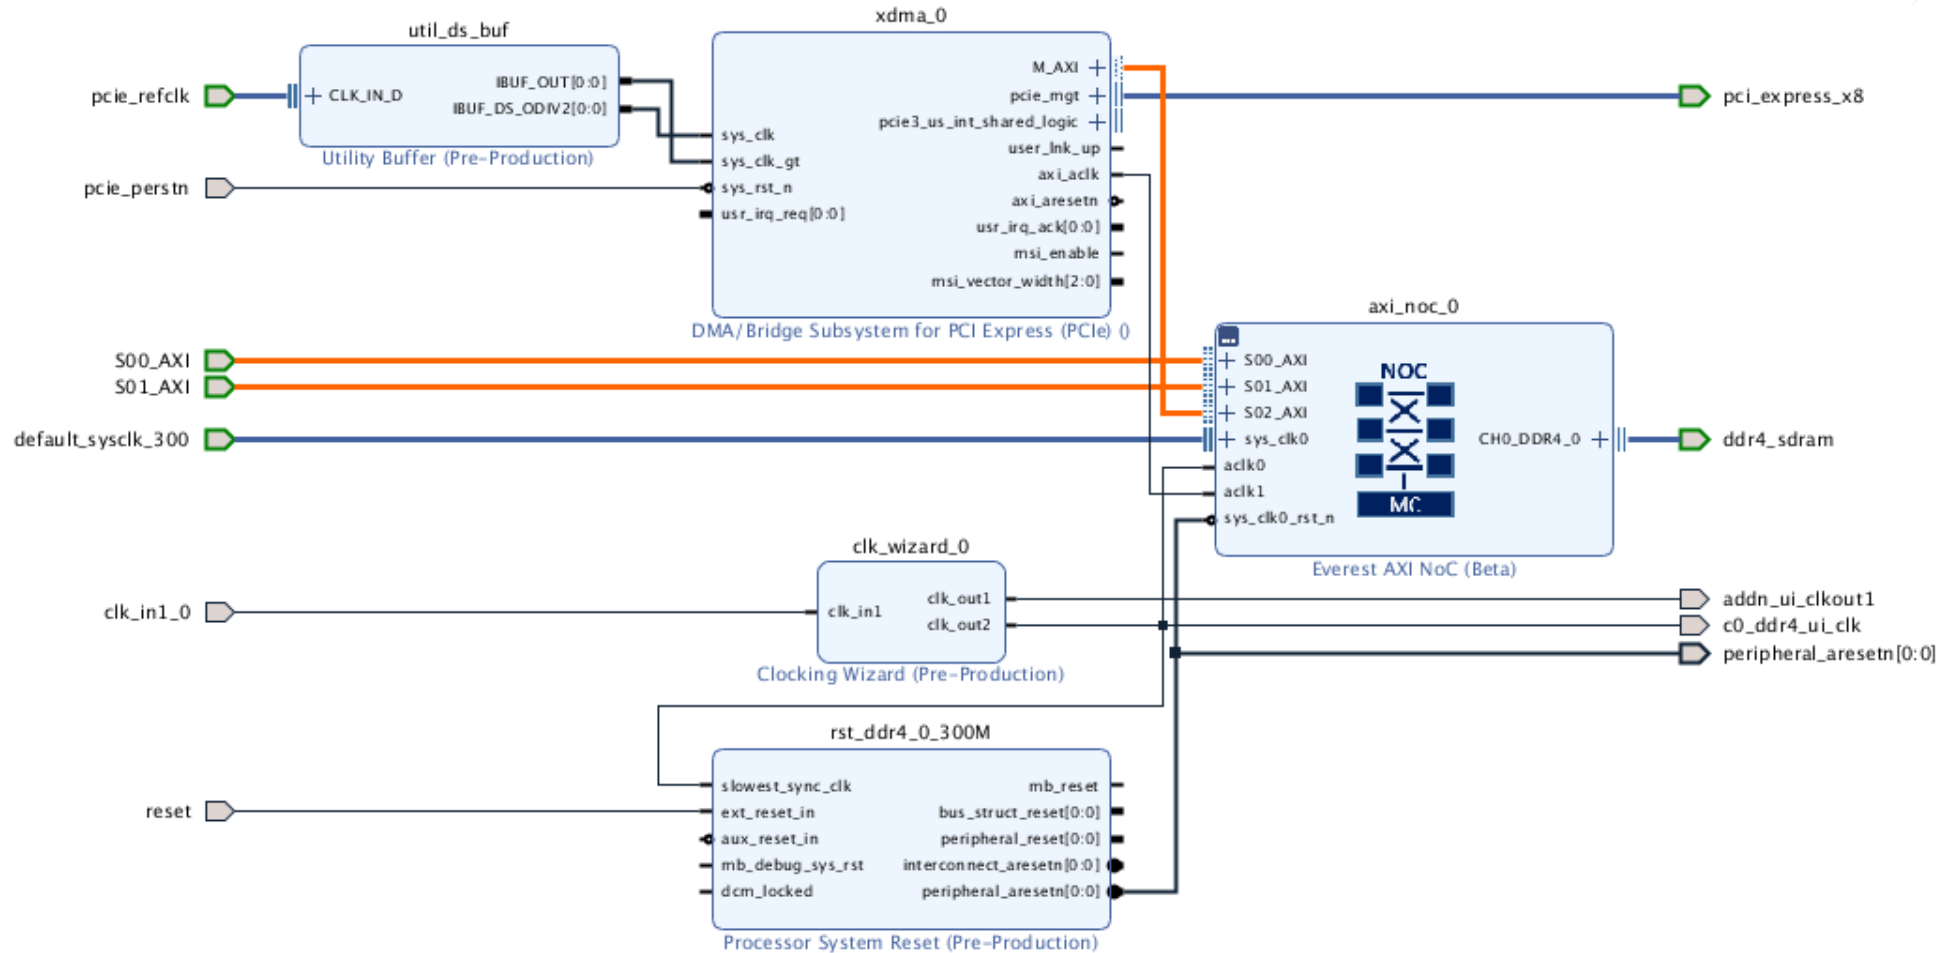 xdma_0
util_ds_buf
pcie_refclk
CLK_IN_D
IBUF_OUT[0:0]
IBUF_DS_ODIV2[0:0]
Utility Buffer (Pre-Production)
pcie_perstn
sys_clk
sys_clk_gt
sys_rst_n
usr_irq_req[0:0]
M_AXI
pcie_mgt
pcie3_us_int_shared_logic
user_lnk_up
axi_aclk
axi_aresetn
usr_irq_ack[0:0]
msi_enable
msi_vector_width[2:0]
DMA/Bridge Subsystem for PCI Express (PCIe) ()
pci_express_x8
S00_AXI
S01_AXI
default_sysclk_300
axi_noc_0
S00_AXI
S01_AXI
S02_AXI
sys_clk0
aclk0
aclk1
sys_clk0_rst_n
NOC
MC
CH0_DDR4_0
Everest AXI NoC (Beta)
ddr4_sdram
clk_wizard_0
clk_in1_0
clk_in1
clk_out1
clk_out2
Clocking Wizard (Pre-Production)
addn_ui_clkout1
c0_ddr4_ui_clk
peripheral_aresetn[0:0]
rst_ddr4_0_300M
reset
slowest_sync_clk
ext_reset_in
aux_reset_in
mb_debug_sys_rst
dcm_locked
mb_reset
bus_struct_reset[0:0]
peripheral_reset[0:0]
interconnect_aresetn[0:0]
peripheral_aresetn[0:0]
Processor System Reset (Pre-Production)